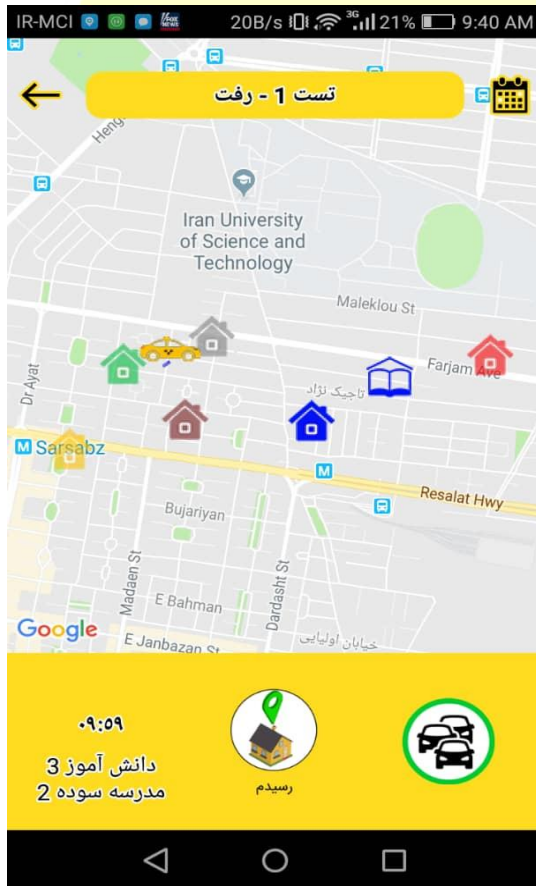 IR-MCI 20B/s 3G 21% 9:40 AM
تست 1 - رفت
Iran University
of Science and
Technology
Maleklou St
Farjam Ave
تاجیک نژاد
Dr Ayat
M Sarsabz
M
Resalat Hwy
Bujariyan
Madaen St
E Bahman
Dardasht St
Google
E Janbazan St
خیابان اولیایی
۰۹:۵۹
دانش آموز 3
مدرسه سوده 2
رسیدم